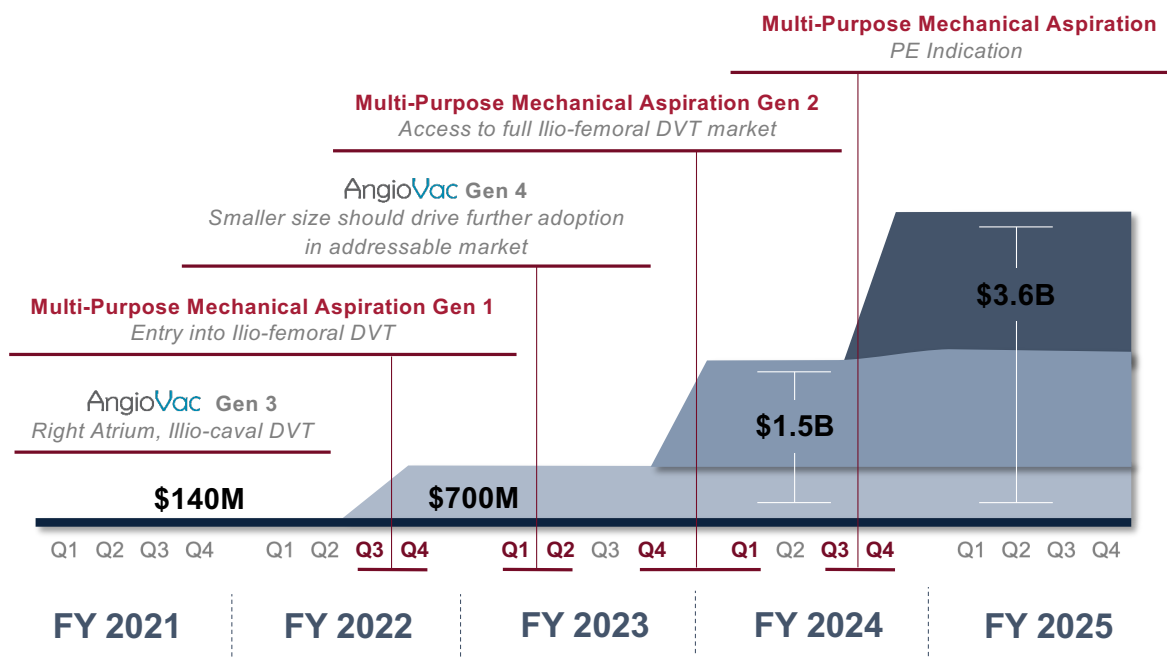 Multi-Purpose Mechanical Aspiration
PE Indication
Multi-Purpose Mechanical Aspiration Gen 2
Access to full Ilio-femoral DVT market
AngioVac Gen 4
Smaller size should drive further adoption
in addressable market
Multi-Purpose Mechanical Aspiration Gen 1
Entry into Ilio-femoral DVT
AngioVac Gen 3
Right Atrium, Illio-caval DVT
$140M
$700M
$1.5B
$3.6B
Q1 Q2 Q3 Q4 Q1 Q2 Q3 Q4 Q1 Q2 Q3 Q4 Q1 Q2 Q3 Q4 Q1 Q2 Q3 Q4
FY 2021 FY 2022 FY 2023 FY 2024 FY 2025